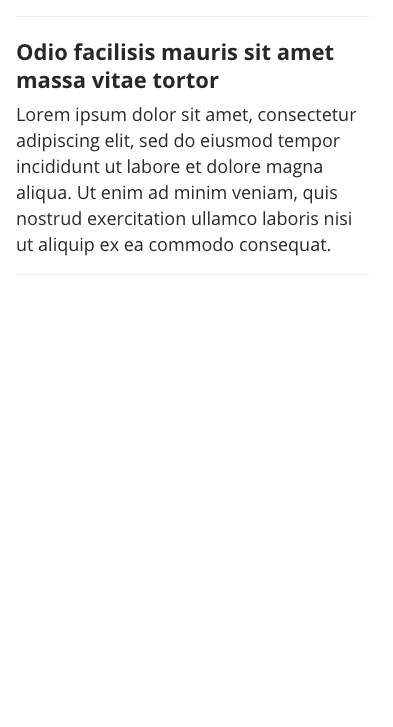 Odio facilisis mauris sit amet
massa vitae tortor
Lorem ipsum dolor sit amet, consectetur
adipiscing elit, sed do eiusmod tempor
incididunt ut labore et dolore magna
aliqua. Ut enim ad minim veniam, quis
nostrud exercitation ullamco laboris nisi
ut aliquip ex ea commodo consequat.